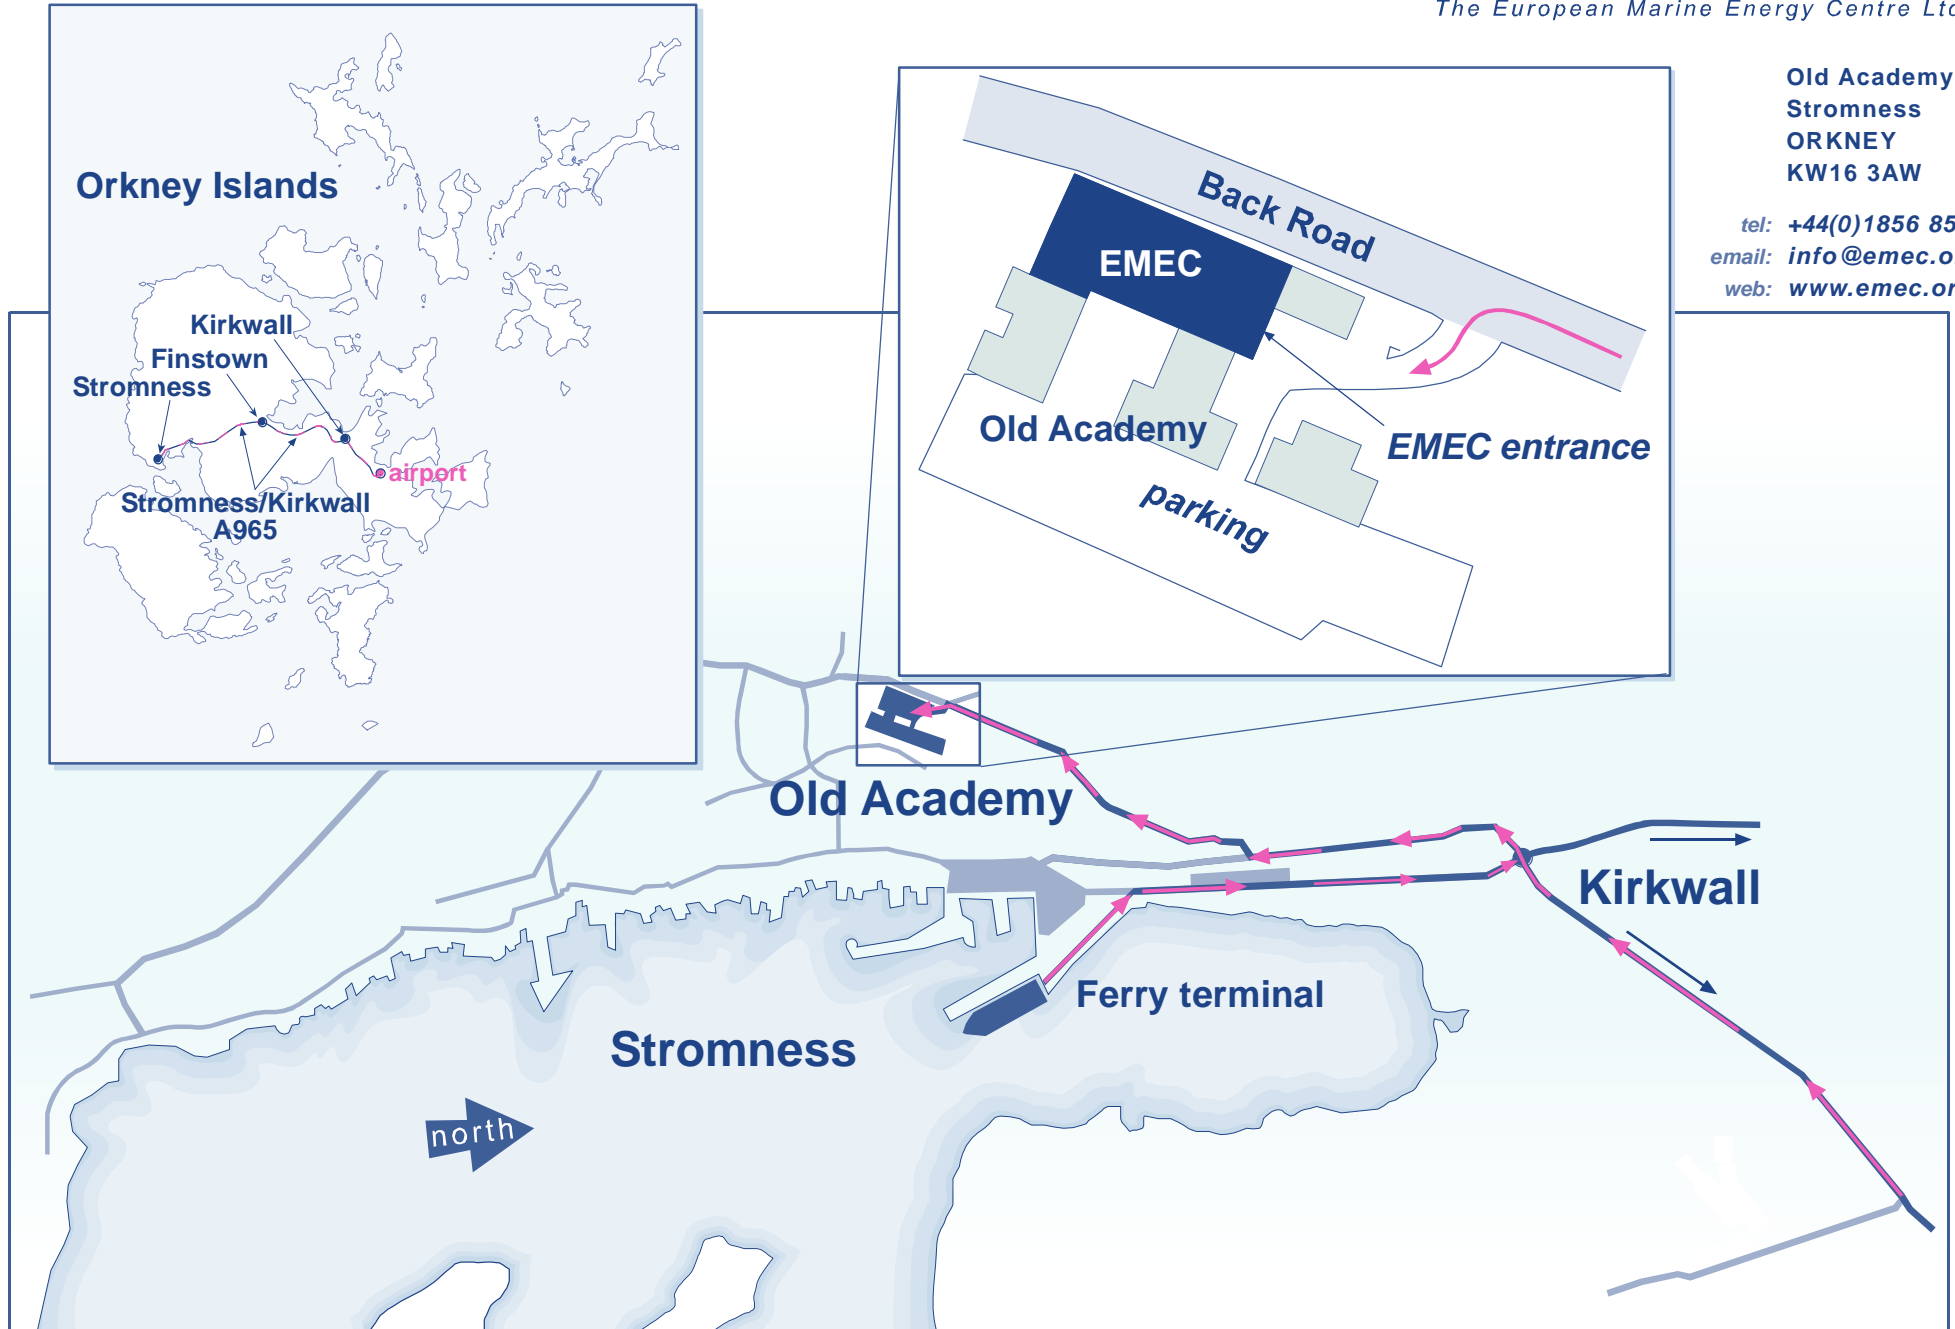 The European Marine Energy Centre Ltd
Old Academy
Stromness
ORKNEY
KW16 3AW
tel: +44(0)1856 85
email: info@emec.o
web: www.emec.or
Orkney Islands
Kirkwall
Finstown
Stromness
airport
Stromness/Kirkwall
A965
Back Road
EMEC
Old Academy
EMEC entrance
parking
Old Academy
Kirkwall
Ferry terminal
Stromness
north